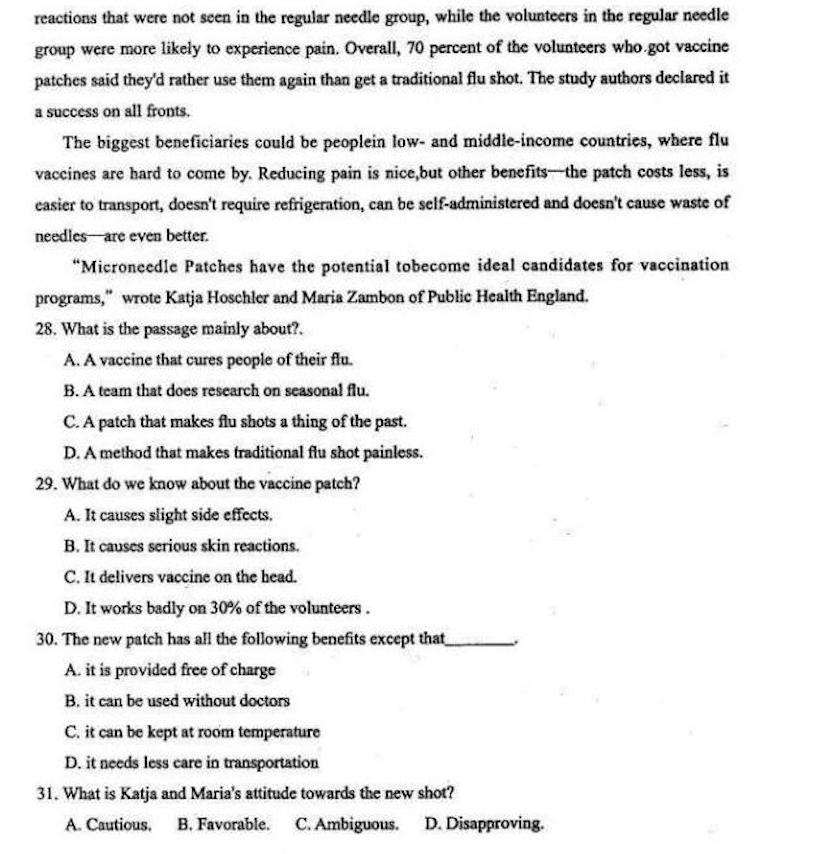 reactions that were not seen in the regular needle group, while the volunteers in the regular needle
group were more likely to experience pain. Overall, 70 percent of the volunteers who got vaccine
patches said they'd rather use them again than get a traditional flu shot. The study authors declared it
a success on all fronts.
The biggest beneficiaries could be peoplein low- and middle-income countries, where flu
vaccines are hard to come by. Reducing pain is nice,but other benefits—the patch costs less, is
easier to transport, doesn't require refrigeration, can be self-administered and doesn't cause waste of
needles—are even better.
“Microneedle Patches have the potential tobecome ideal candidates for vaccination
programs,” wrote Katja Hoschler and Maria Zambon of Public Health England.
28. What is the passage mainly about?.
A. A vaccine that cures people of their flu.
B. A team that does research on seasonal flu.
C. A patch that makes flu shots a thing of the past.
D. A method that makes traditional flu shot painless.
29. What do we know about the vaccine patch?
A. It causes slight side effects.
B. It causes serious skin reactions.
C. It delivers vaccine on the head.
D. It works badly on 30% of the volunteers .
30. The new patch has all the following benefits except that________.
A. it is provided free of charge
B. it can be used without doctors
C. it can be kept at room temperature
D. it needs less care in transportation
31. What is Katja and Maria's attitude towards the new shot?
A. Cautious. B. Favorable. C. Ambiguous. D. Disapproving.